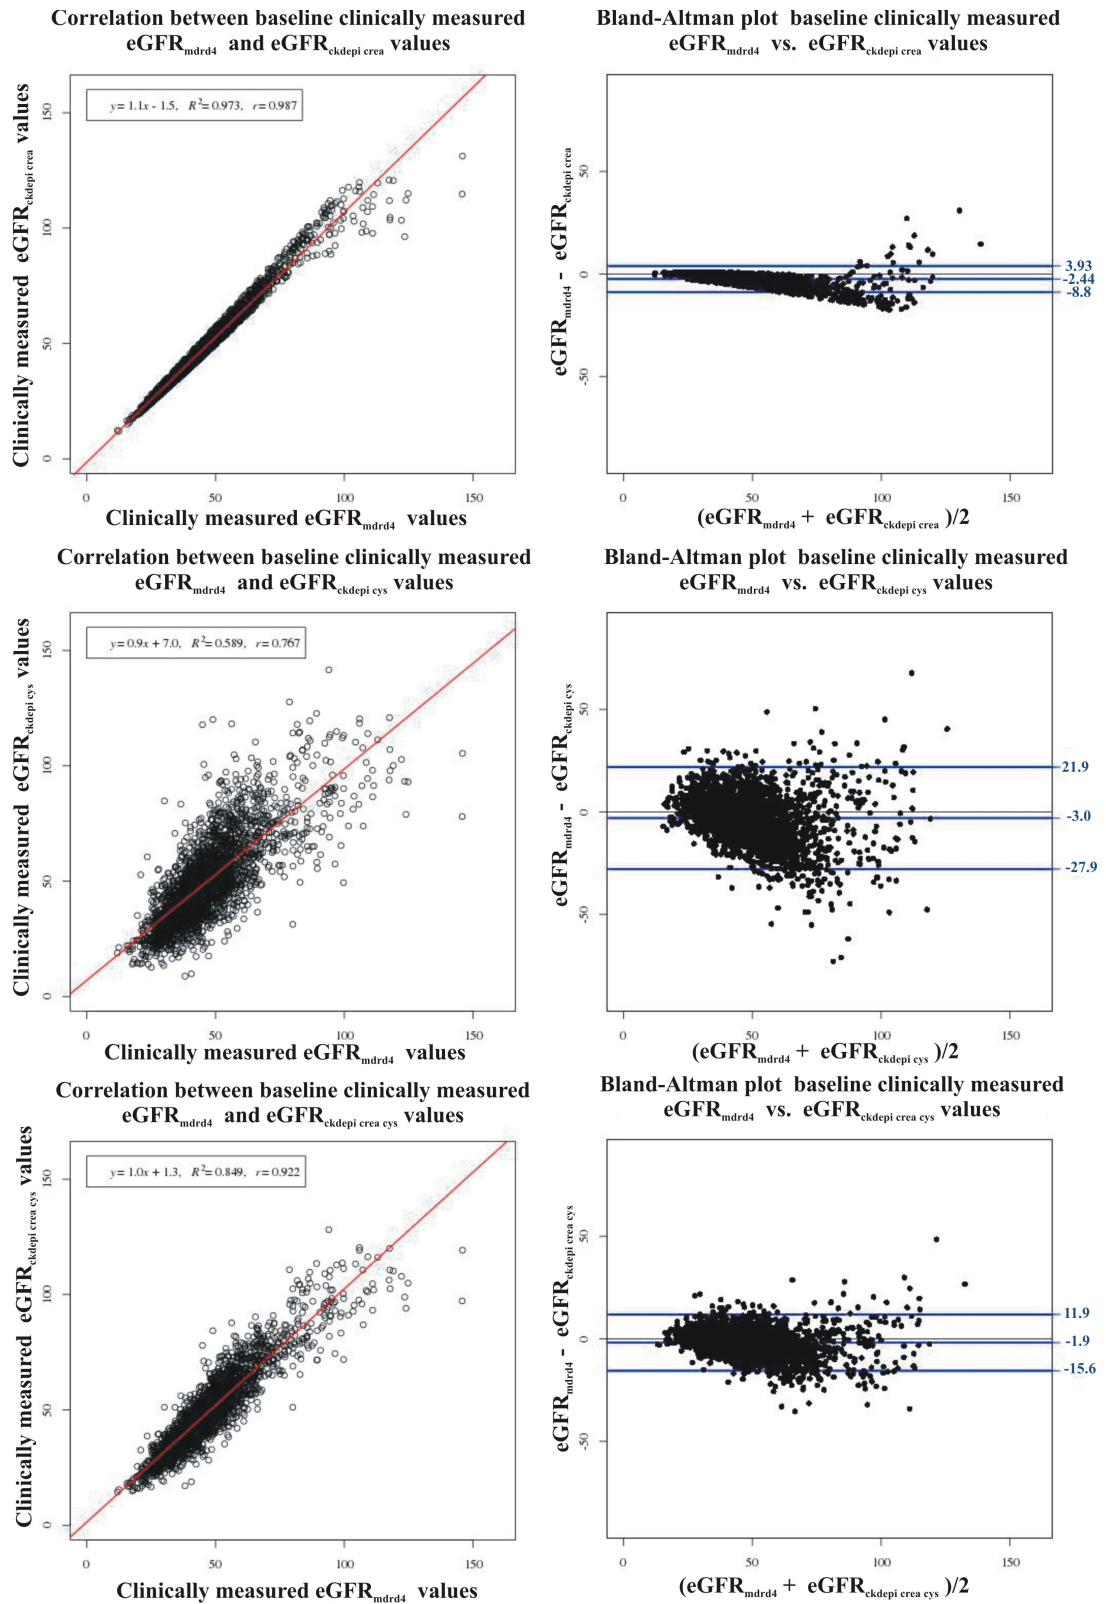 Correlation between baseline clinically measured
eGFRmdrd4 and eGFRckdepi crea values
y = 1.1x - 1.5, R²= 0.973, r = 0.987
Clinically measured eGFRckdepi crea values
0
50
100
150
0
50
100
150
Clinically measured eGFRmdrd4 values
Bland-Altman plot baseline clinically measured
eGFRmdrd4 vs. eGFRckdepi crea values
eGFRmdrd4 - eGFRckdepi crea
50
0
-50
3.93
-2.44
-8.8
0
50
100
150
(eGFRmdrd4 + eGFRckdepi crea )/2
Correlation between baseline clinically measured
eGFRmdrd4 and eGFRckdepi cys values
y = 0.9x + 7.0, R²= 0.589, r = 0.767
Clinically measured eGFRckdepi cys values
0
50
100
150
0
50
100
150
Clinically measured eGFRmdrd4 values
Bland-Altman plot baseline clinically measured
eGFRmdrd4 vs. eGFRckdepi cys values
eGFRmdrd4 - eGFRckdepi cys
50
0
-50
21.9
-3.0
-27.9
0
50
100
150
(eGFRmdrd4 + eGFRckdepi cys )/2
Correlation between baseline clinically measured
eGFRmdrd4 and eGFRckdepi crea cys values
y = 1.0x + 1.3, R²= 0.849, r = 0.922
Clinically measured eGFRckdepi crea cys values
0
50
100
150
0
50
100
150
Clinically measured eGFRmdrd4 values
Bland-Altman plot baseline clinically measured
eGFRmdrd4 vs. eGFRckdepi crea cys values
eGFRmdrd4 - eGFRckdepi crea cys
50
0
-50
11.9
-1.9
-15.6
0
50
100
150
(eGFRmdrd4 + eGFRckdepi crea cys )/2